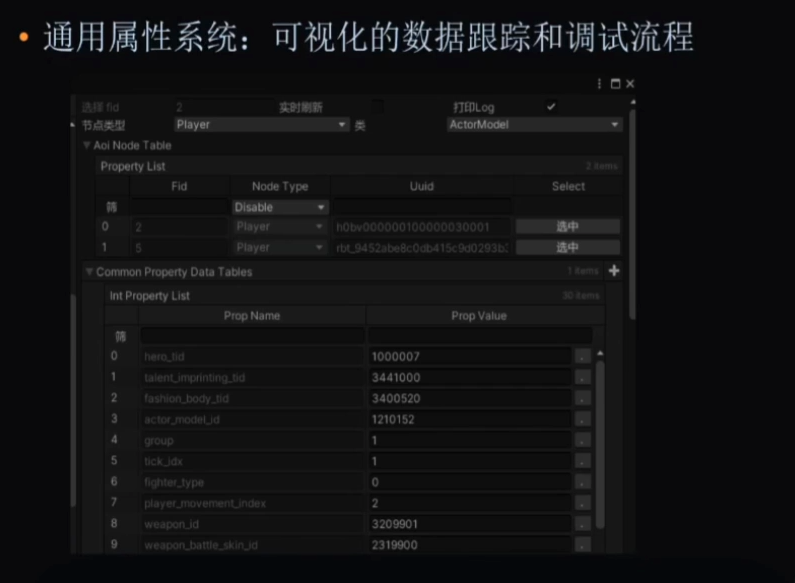 • 通用属性系统：可视化的数据跟踪和调试流程
选择 fid 2 实时刷新 打印Log
节点类型 Player 类 ActorModel
Aoi Node Table
Property List 2 items
Fid Node Type Uuid Select
筛 Disable
0 2 Player h0bv000000100000030001 选中
1 5 Player 选中
Common Property Data Tables 1 items +
Int Property List 30 items
Prop Name Prop Value
筛
0 hero_tid 1000007 .
1 talent_imprinting_tid 3441000 .
2 fashion_body_tid 3400520 .
3 actor_model_id 1210152 .
4 group 1 .
5 tick_idx 1 .
6 fighter_type 0 .
7 player_movement_index 2 .
8 weapon_id 3209901 .
9 weapon_battle_skin_id 2319900 .